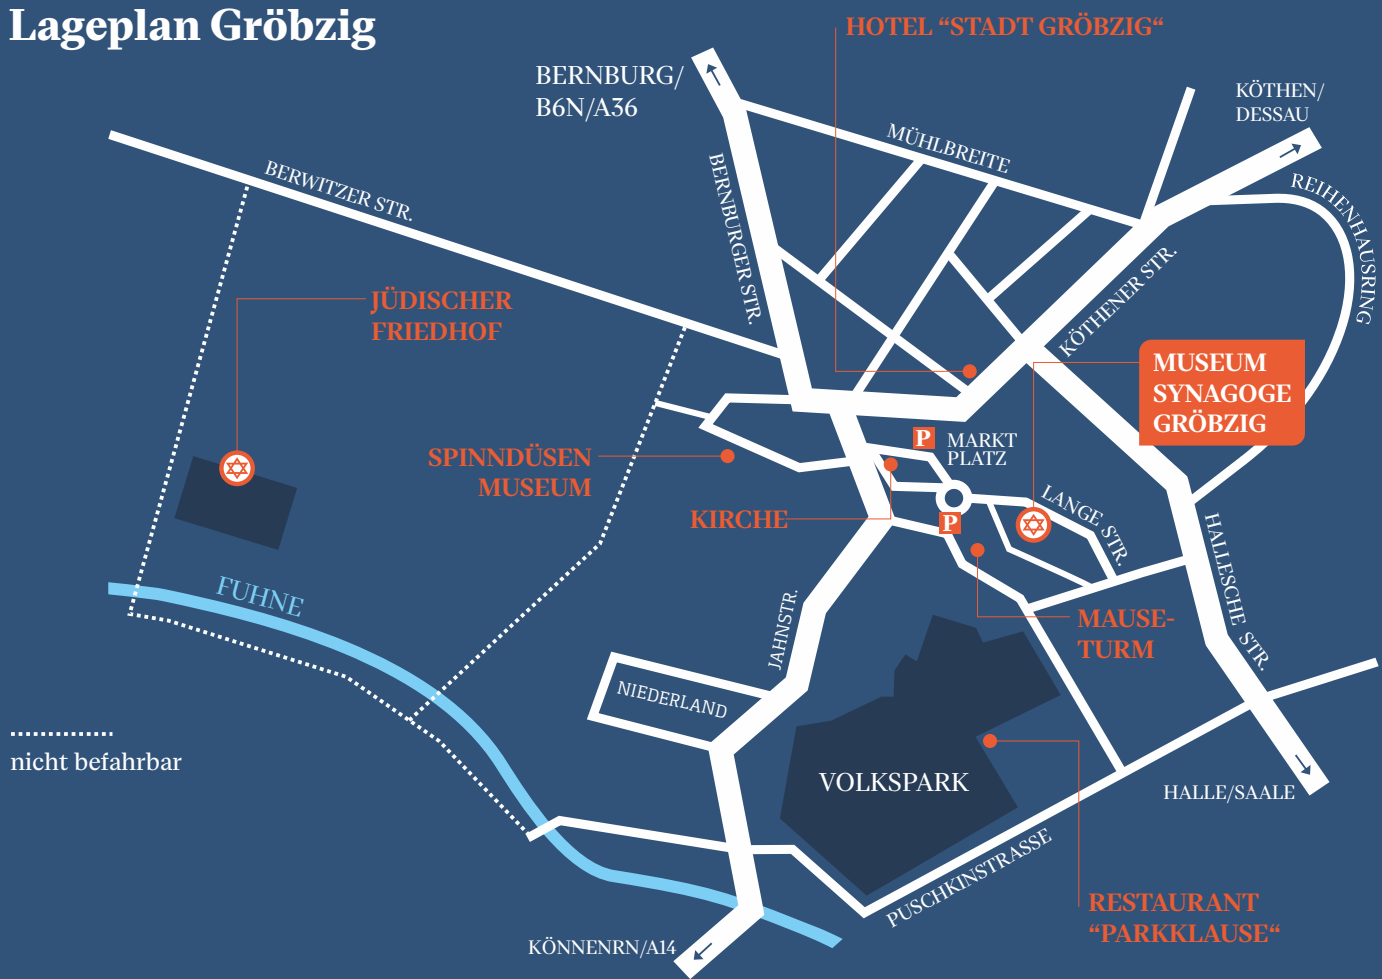 Lageplan Gröbzig
HOTEL “STADT GRÖBZIG“
BERNBURG/
B6N/A36
KÖTHEN/
DESSAU
MÜHLBREITE
BERWITZER STR.
BERNBURGER STR.
REIHENHAUSRING
KÖTHENER STR.
JÜDISCHER
FRIEDHOF
MUSEUM
SYNAGOGE
GRÖBZIG
P
MARKT
PLATZ
SPINNDÜSEN
MUSEUM
KIRCHE
P
LANGE STR.
HALLESCHE STR.
FUHNE
JAHNSTR.
MAUSE-
TURM
NIEDERLAND
nicht befahrbar
VOLKSPARK
HALLE/SAALE
PUSCHKINSTRASSE
RESTAURANT
“PARKKLAUSE“
KÖNNENRN/A14